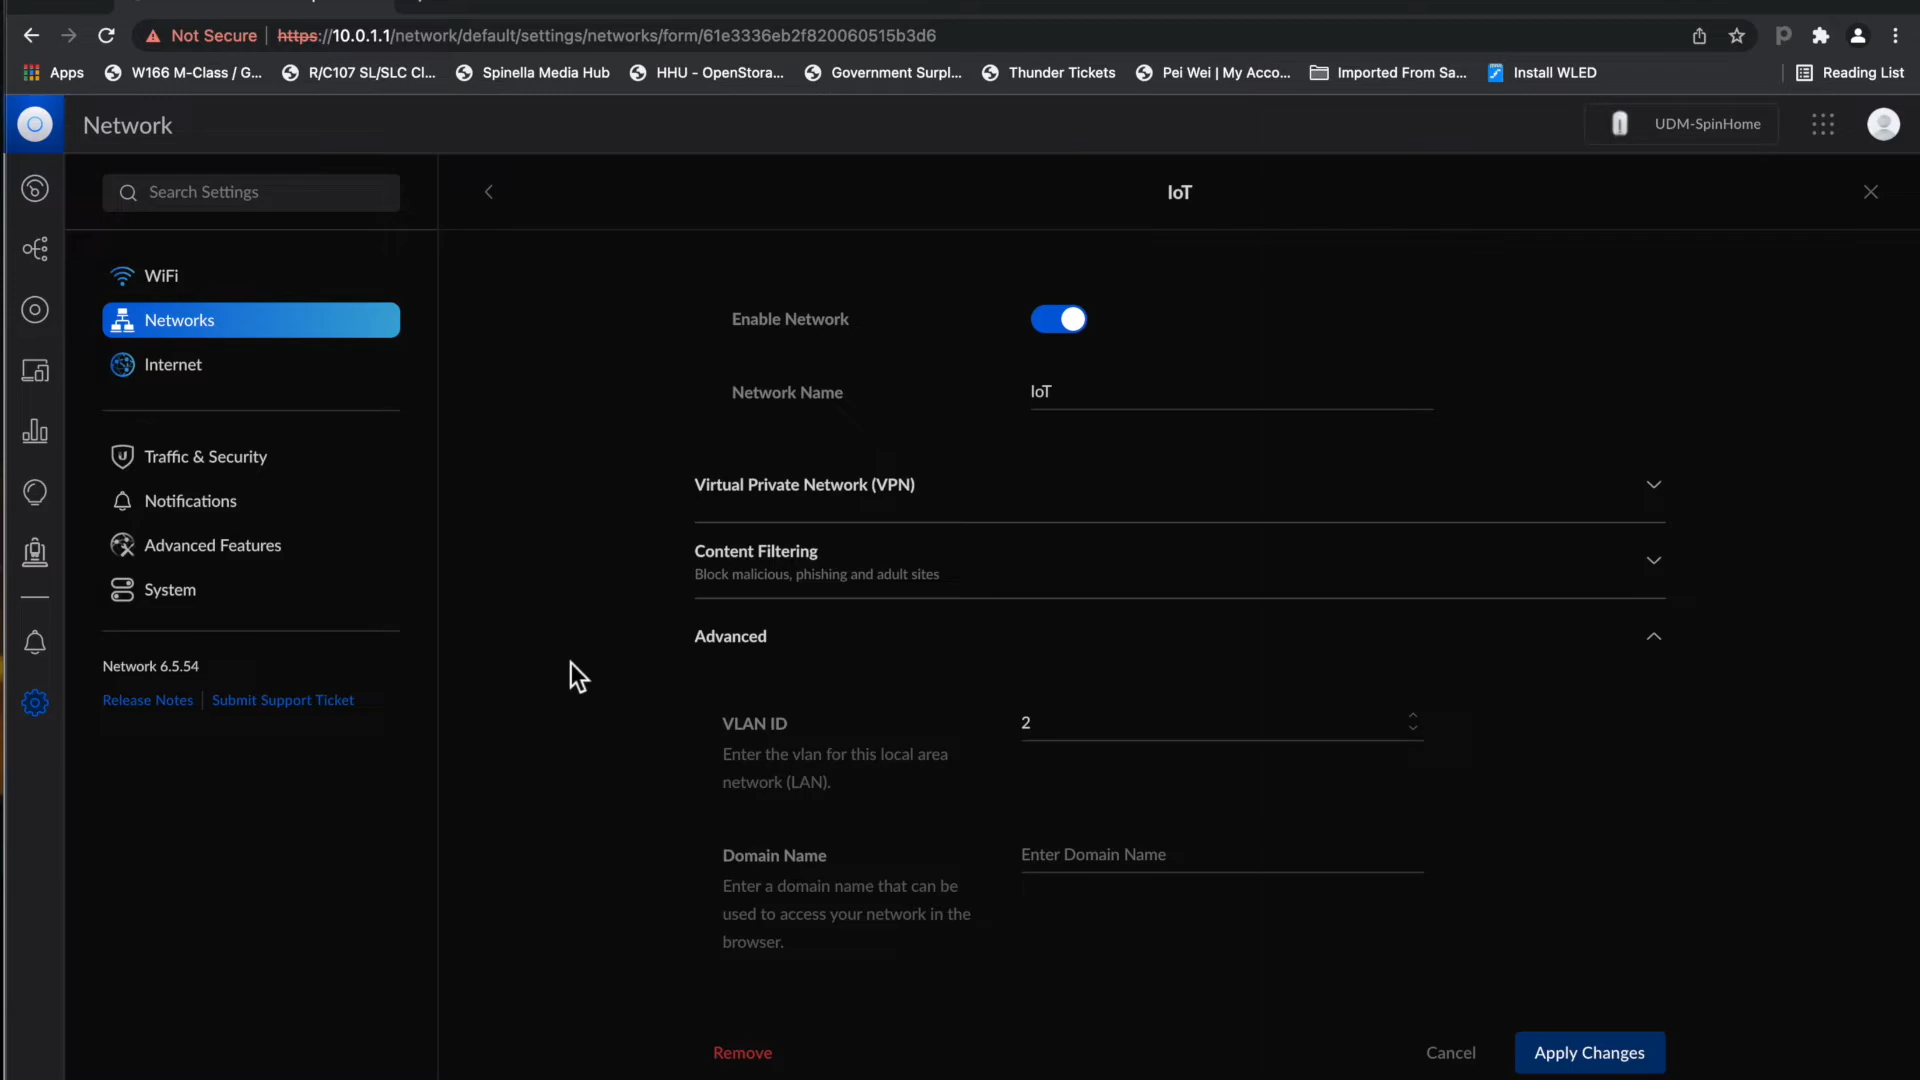 Not Secure https://10.0.1.1/network/default/settings/networks/form/61e3336eb2f820060515b3d6
Apps W166 M-Class / G... R/C107 SL/SLC Cl... Spinella Media Hub HHU - OpenStora... Government Surpl... Thunder Tickets Pei Wei | My Acco... Imported From Sa... Install WLED Reading List
Network UDM-SpinHome
Search Settings
IoT
WiFi
Networks
Internet
Traffic & Security
Notifications
Advanced Features
System
Network 6.5.54
Release Notes Submit Support Ticket
Enable Network
Network Name IoT
Virtual Private Network (VPN)
Content Filtering
Block malicious, phishing and adult sites
Advanced
VLAN ID 2
Enter the vlan for this local area
network (LAN).
Domain Name Enter Domain Name
Enter a domain name that can be
used to access your network in the
browser.
Remove Cancel Apply Changes